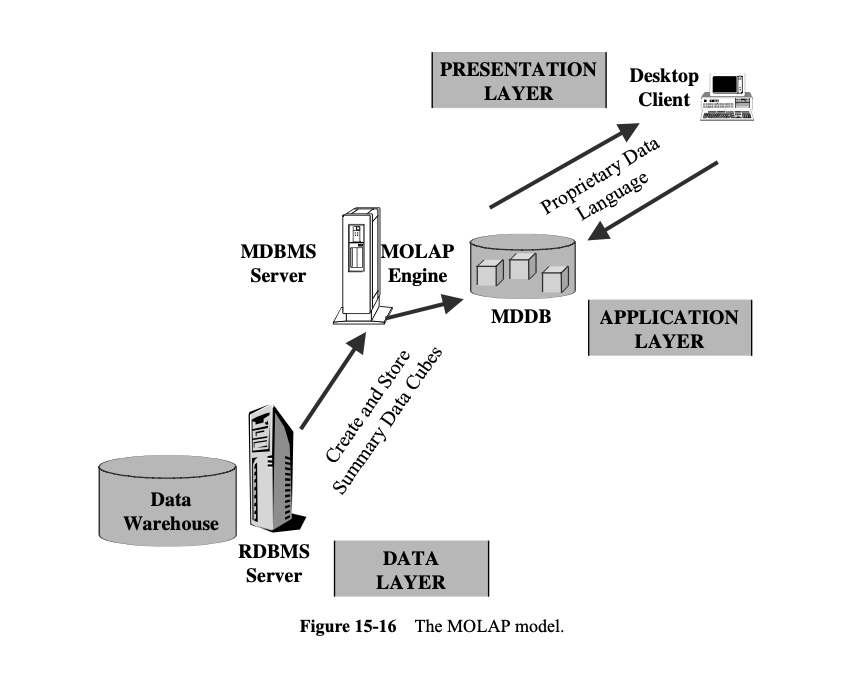 PRESENTATION
LAYER
Desktop
Client
Proprietary Data
Language
MDBMS
Server
MOLAP
Engine
MDDB
APPLICATION
LAYER
Create and Store
Summary Data Cubes
Data
Warehouse
RDBMS
Server
DATA
LAYER
Figure 15-16 The MOLAP model.